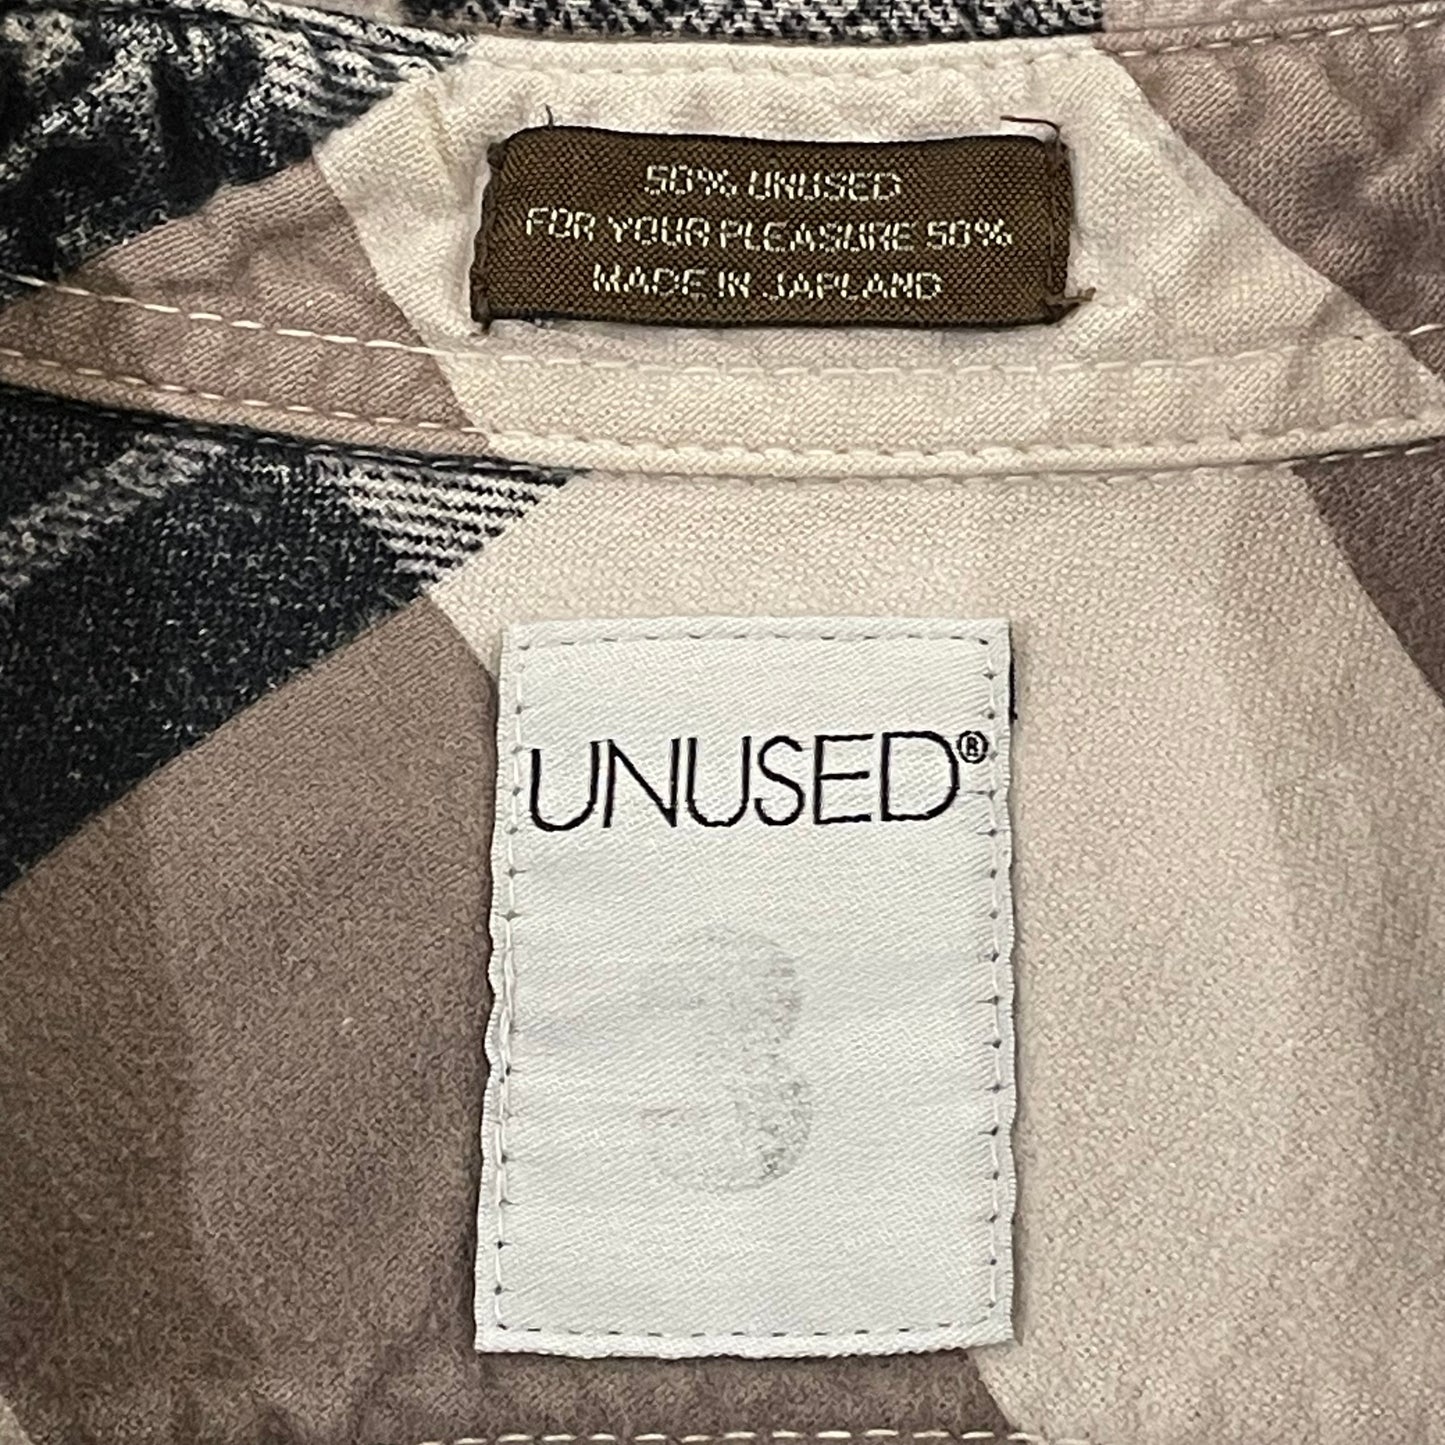 50% UNUSED
FOR YOUR PLEASURE 50%
MADE IN JAPLAND
UNUSED®
3